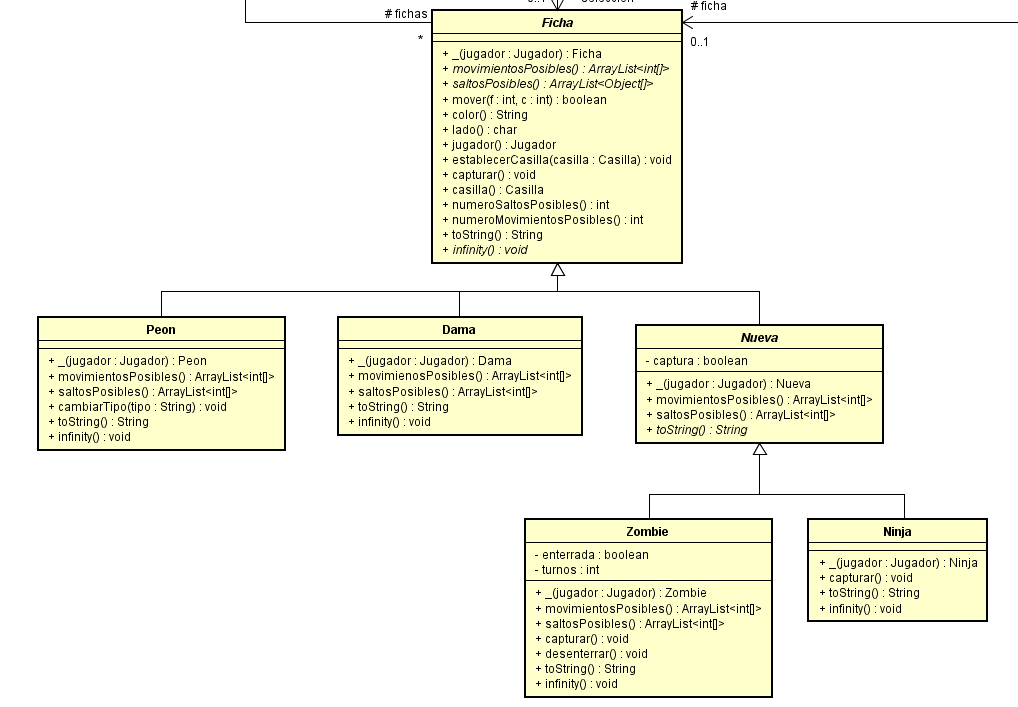 # fichas
*
# ficha
0..1
Ficha
+ _(jugador : Jugador) : Ficha
+ movimientosPosibles() : ArrayList<int[]>
+ saltosPosibles() : ArrayList<Object[]>
+ mover(f : int, c : int) : boolean
+ color() : String
+ lado() : char
+ jugador() : Jugador
+ establecerCasilla(casilla : Casilla) : void
+ capturar() : void
+ casilla() : Casilla
+ numeroSaltosPosibles() : int
+ numeroMovimientosPosibles() : int
+ toString() : String
+ infinity() : void
Peon
+ _(jugador : Jugador) : Peon
+ movimientosPosibles() : ArrayList<int[]>
+ saltosPosibles() : ArrayList<int[]>
+ cambiarTipo(tipo : String) : void
+ toString() : String
+ infinity() : void
Dama
+ _(jugador : Jugador) : Dama
+ movimienosPosibles() : ArrayList<int[]>
+ saltosPosibles() : ArrayList<int[]>
+ toString() : String
+ infinity() : void
Nueva
- captura : boolean
+ _(jugador : Jugador) : Nueva
+ movimientosPosibles() : ArrayList<int[]>
+ saltosPosibles() : ArrayList<int[]>
+ toString() : String
Zombie
- enterrada : boolean
- turnos : int
+ _(jugador : Jugador) : Zombie
+ movimientosPosibles() : ArrayList<int[]>
+ saltosPosibles() : ArrayList<int[]>
+ capturar() : void
+ desenterrar() : void
+ toString() : String
+ infinity() : void
Ninja
+ _(jugador : Jugador) : Ninja
+ capturar() : void
+ toString() : String
+ infinity() : void